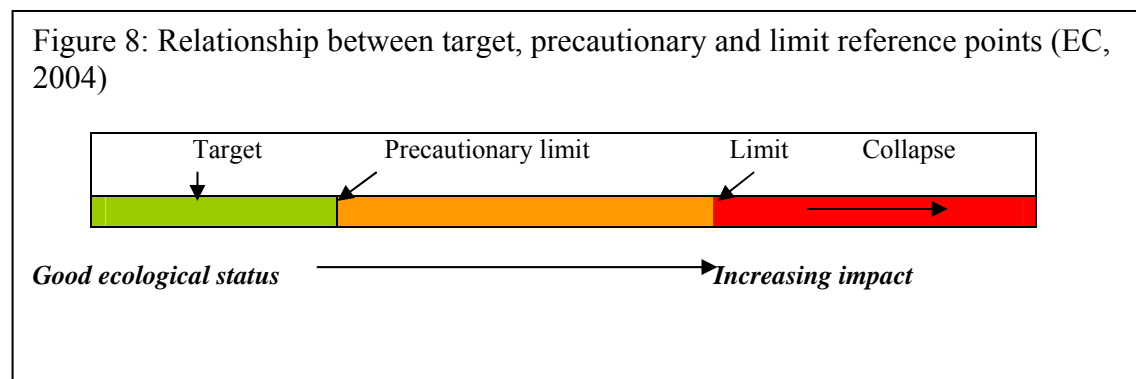 Figure 8: Relationship between target, precautionary and limit reference points (EC,
2004)
Target Precautionary limit Limit Collapse
Good ecological status Increasing impact